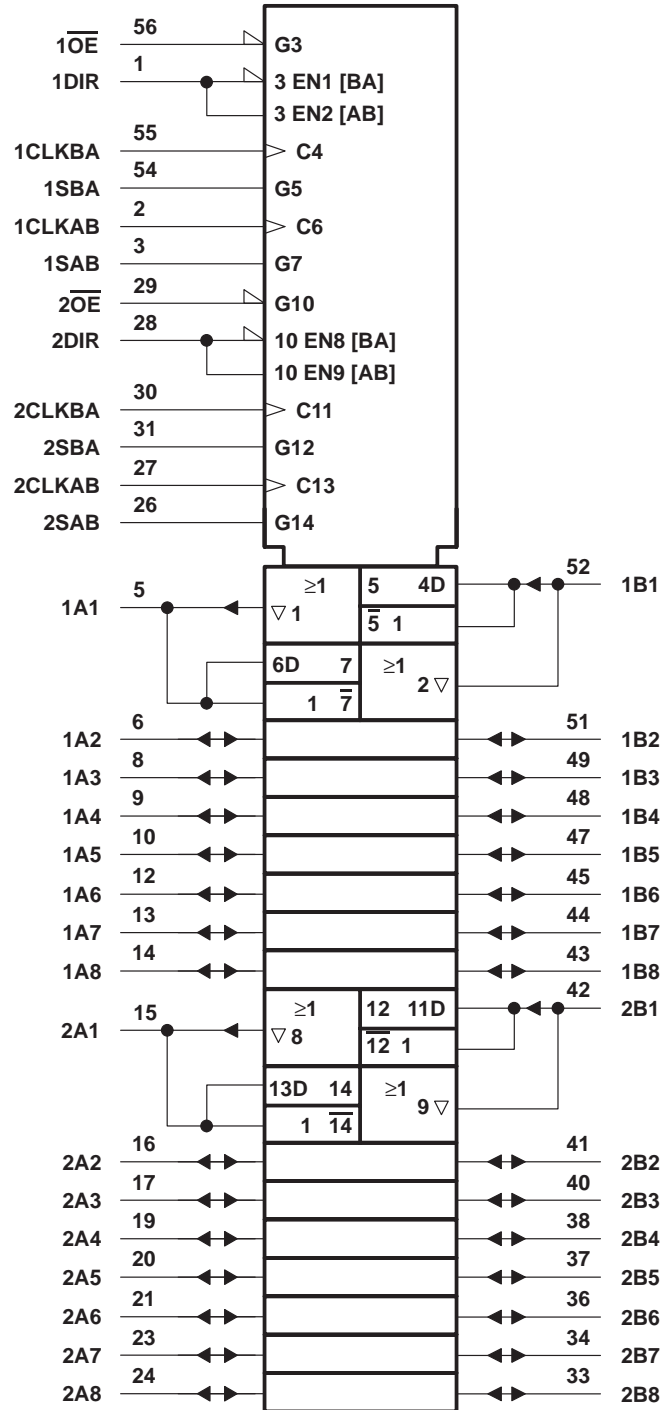 1O̅E̅ 56 G3
1DIR 1 3 EN1 [BA]
3 EN2 [AB]
1CLKBA 55 C4
1SBA 54 G5
1CLKAB 2 C6
1SAB 3 G7
2O̅E̅ 29 G10
2DIR 28 10 EN8 [BA]
10 EN9 [AB]
2CLKBA 30 C11
2SBA 31 G12
2CLKAB 27 C13
2SAB 26 G14
1A1 5 ≥1 5 4D 52 1B1
▽ 1 5̅ 1
6D 7 ≥1
1 7̅ 2 ▽
1A2 6 51 1B2
1A3 8 49 1B3
1A4 9 48 1B4
1A5 10 47 1B5
1A6 12 45 1B6
1A7 13 44 1B7
1A8 14 43 1B8
2A1 15 ≥1 12 11D 42 2B1
▽ 8 1̅2̅ 1
13D 14 ≥1
1 1̅4̅ 9 ▽
2A2 16 41 2B2
2A3 17 40 2B3
2A4 19 38 2B4
2A5 20 37 2B5
2A6 21 36 2B6
2A7 23 34 2B7
2A8 24 33 2B8